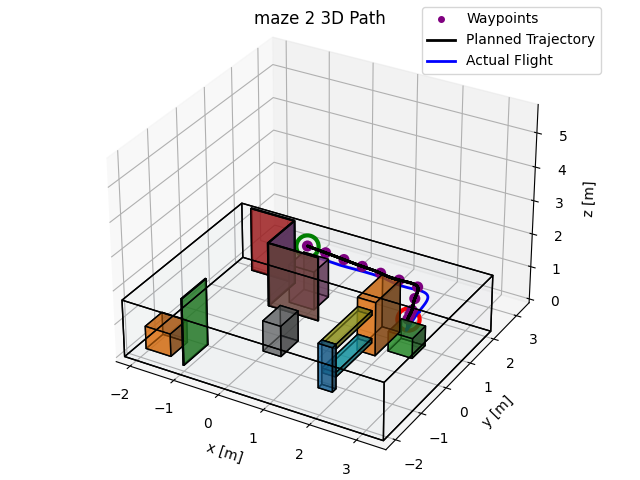 maze 2 3D Path
Waypoints
Planned Trajectory
Actual Flight
5
4
3
2
1
0
z [m]
3
2
1
0
−1
−2
y [m]
−2
−1
0
1
2
3
x [m]